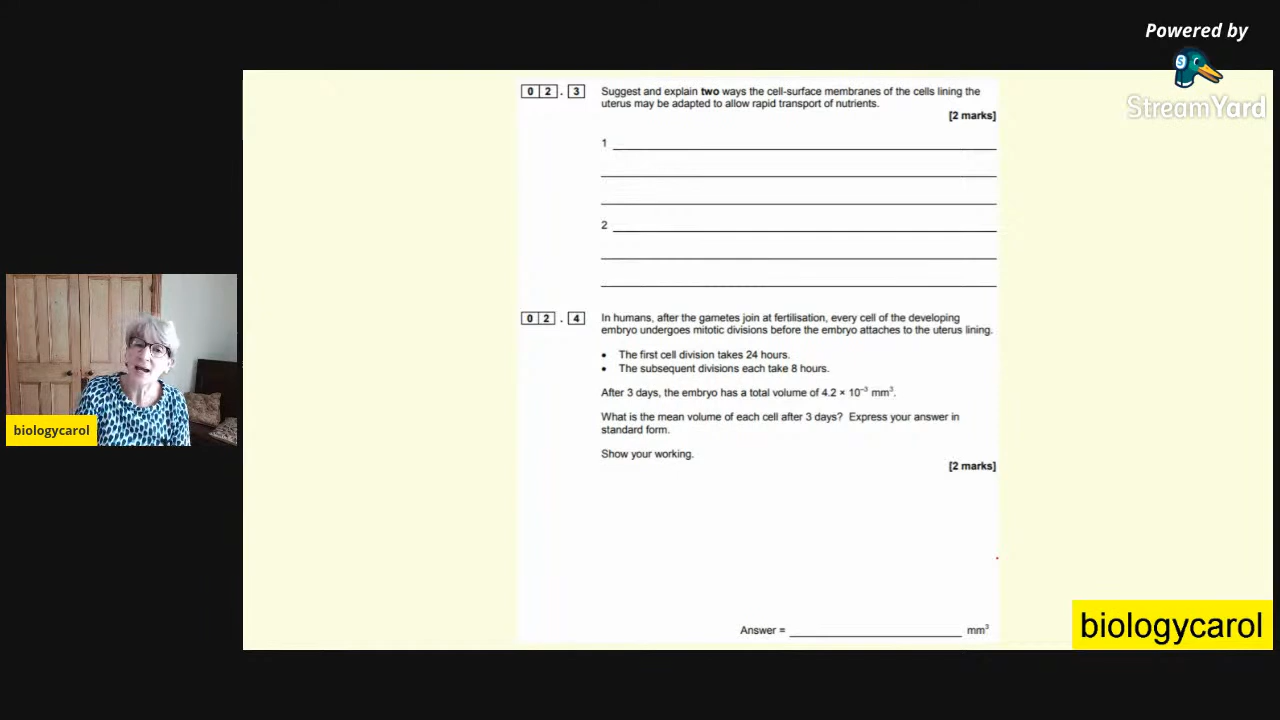 Powered by
StreamYard
0 2 . 3 Suggest and explain two ways the cell-surface membranes of the cells lining the
uterus may be adapted to allow rapid transport of nutrients.
[2 marks]
1
2
0 2 . 4 In humans, after the gametes join at fertilisation, every cell of the developing
embryo undergoes mitotic divisions before the embryo attaches to the uterus lining.
• The first cell division takes 24 hours.
• The subsequent divisions each take 8 hours.
After 3 days, the embryo has a total volume of 4.2 × 10⁻³ mm³.
What is the mean volume of each cell after 3 days? Express your answer in
standard form.
Show your working.
[2 marks]
Answer = mm³
biologycarol
biologycarol